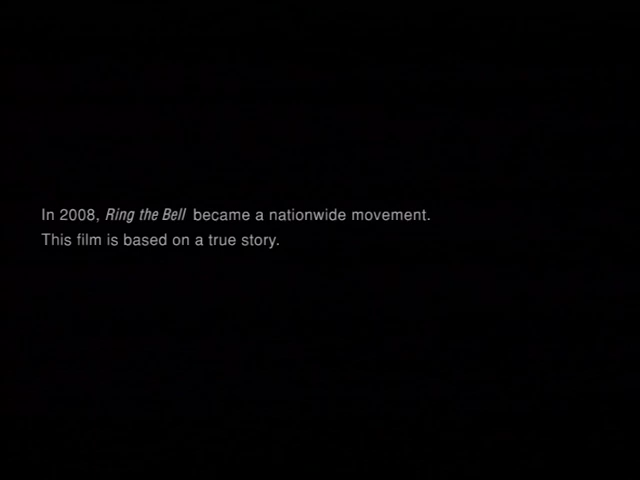 In 2008, Ring the Bell became a nationwide movement.
This film is based on a true story.